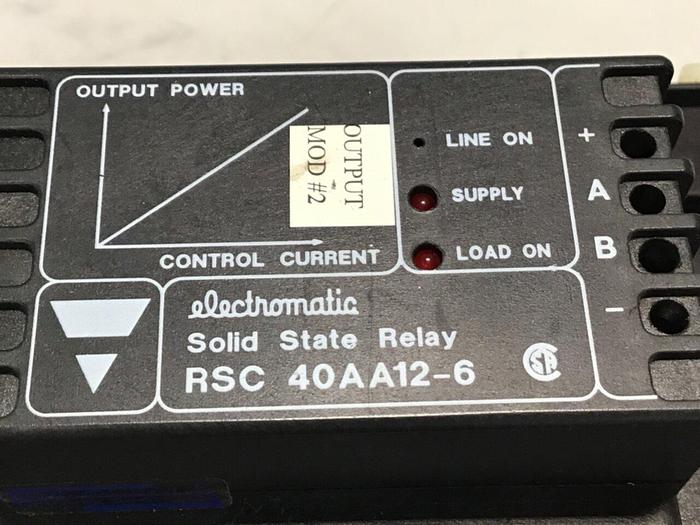 OUTPUT POWER
OUTPUT
MOD #2
CONTROL CURRENT
LINE ON
SUPPLY
LOAD ON
+
A
B
-
electromatic
Solid State Relay
RSC 40AA12-6
SA